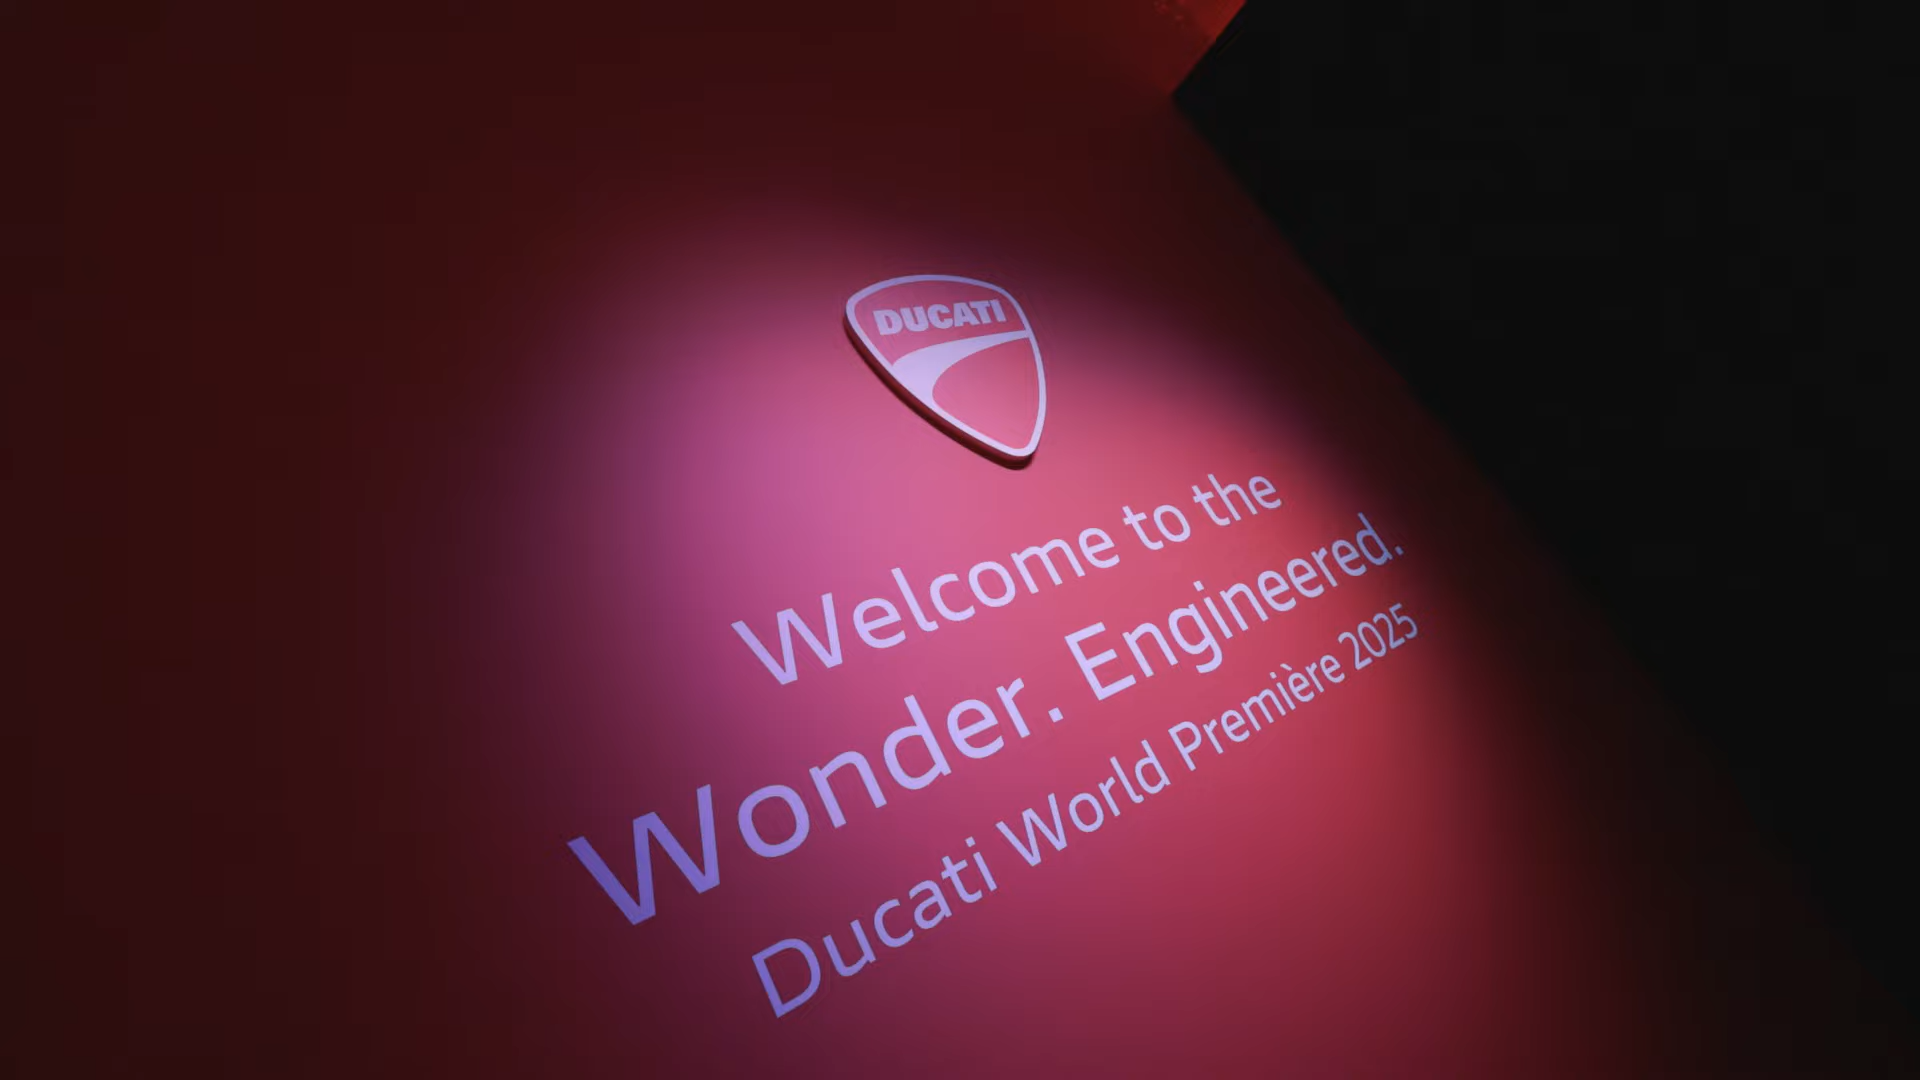 DUCATI
Welcome to the
Wonder. Engineered.
Ducati World Première 2025